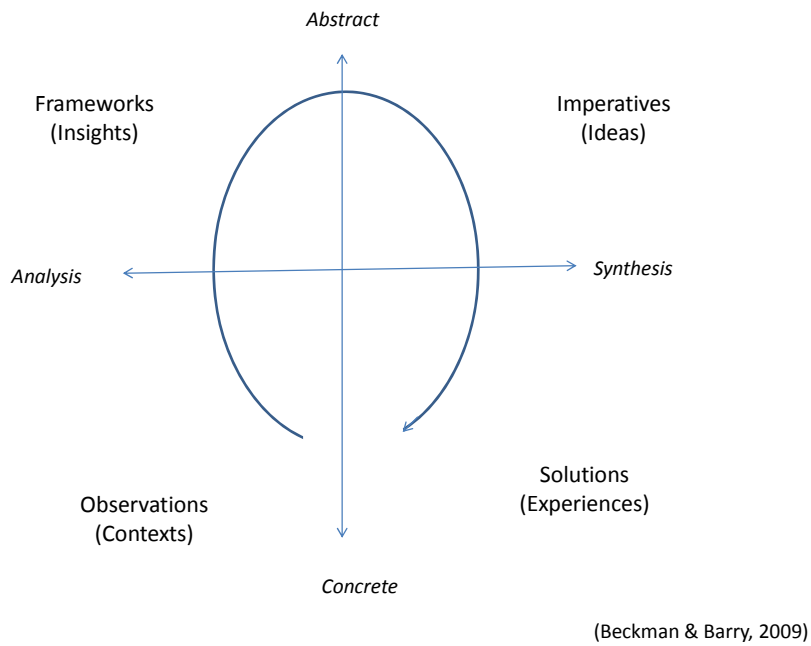 Abstract
Frameworks
(Insights)
Imperatives
(Ideas)
Analysis
Synthesis
Observations
(Contexts)
Solutions
(Experiences)
Concrete
(Beckman & Barry, 2009)